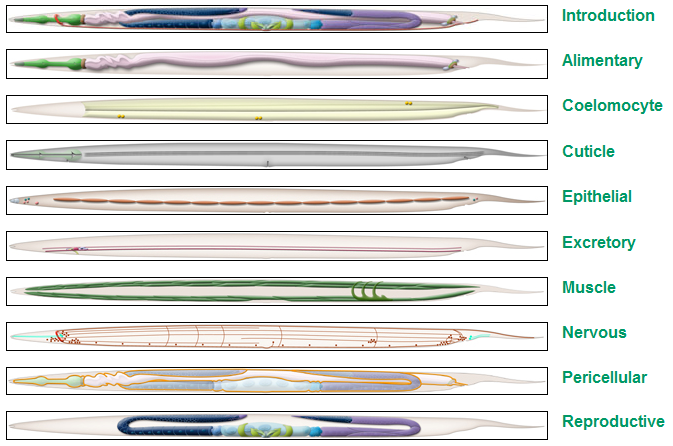 Introduction
Alimentary
Coelomocyte
Cuticle
Epithelial
Excretory
Muscle
Nervous
Pericellular
Reproductive